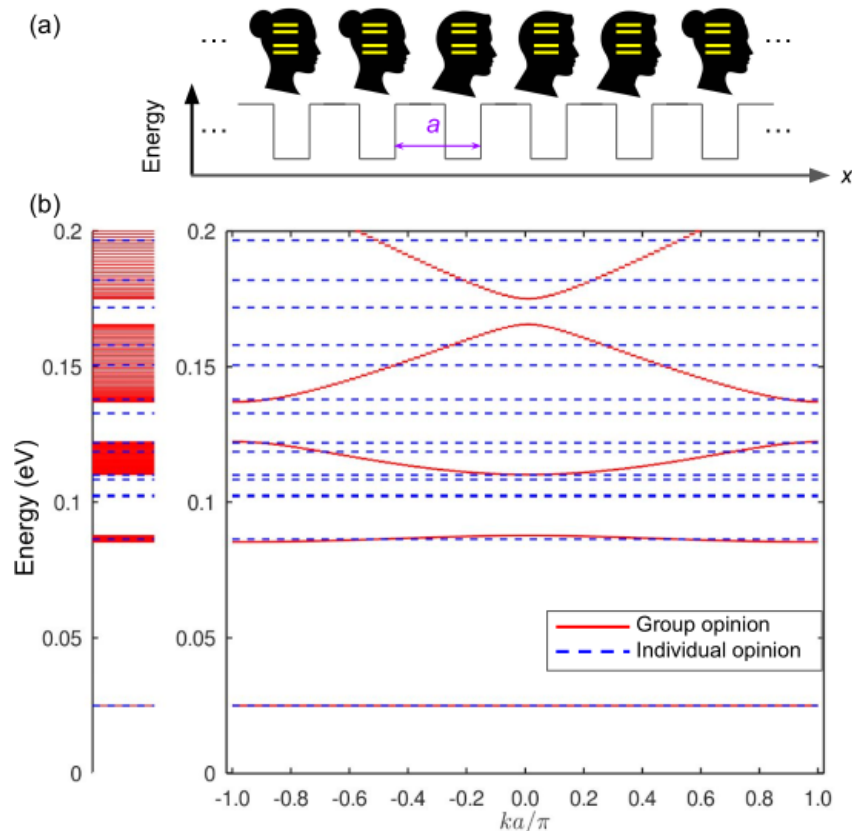 (a)
... ...
Energy
... a ...
x
(b)
0.2 0.2
0.15 0.15
0.1 0.1
Energy (eV)
0.05 0.05
Group opinion
Individual opinion
0 0
-1.0 -0.8 -0.6 -0.4 -0.2 0.0 0.2 0.4 0.6 0.8 1.0
ka/π